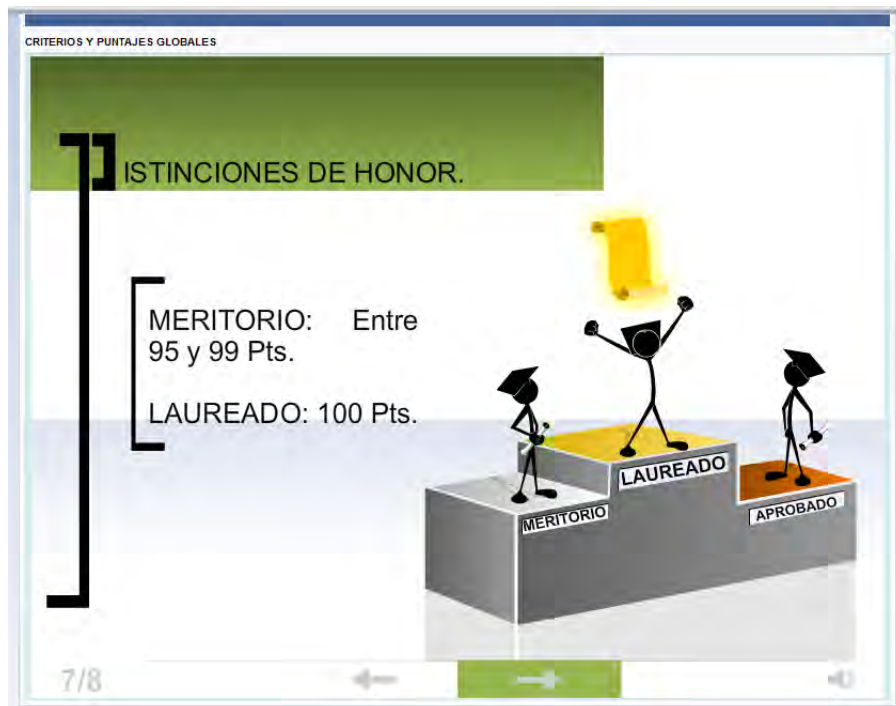 CRITERIOS Y PUNTAJES GLOBALES
ISTINCIONES DE HONOR.
MERITORIO: Entre
95 y 99 Pts.
LAUREADO: 100 Pts.
LAUREADO
MERITORIO
APROBADO
7/8